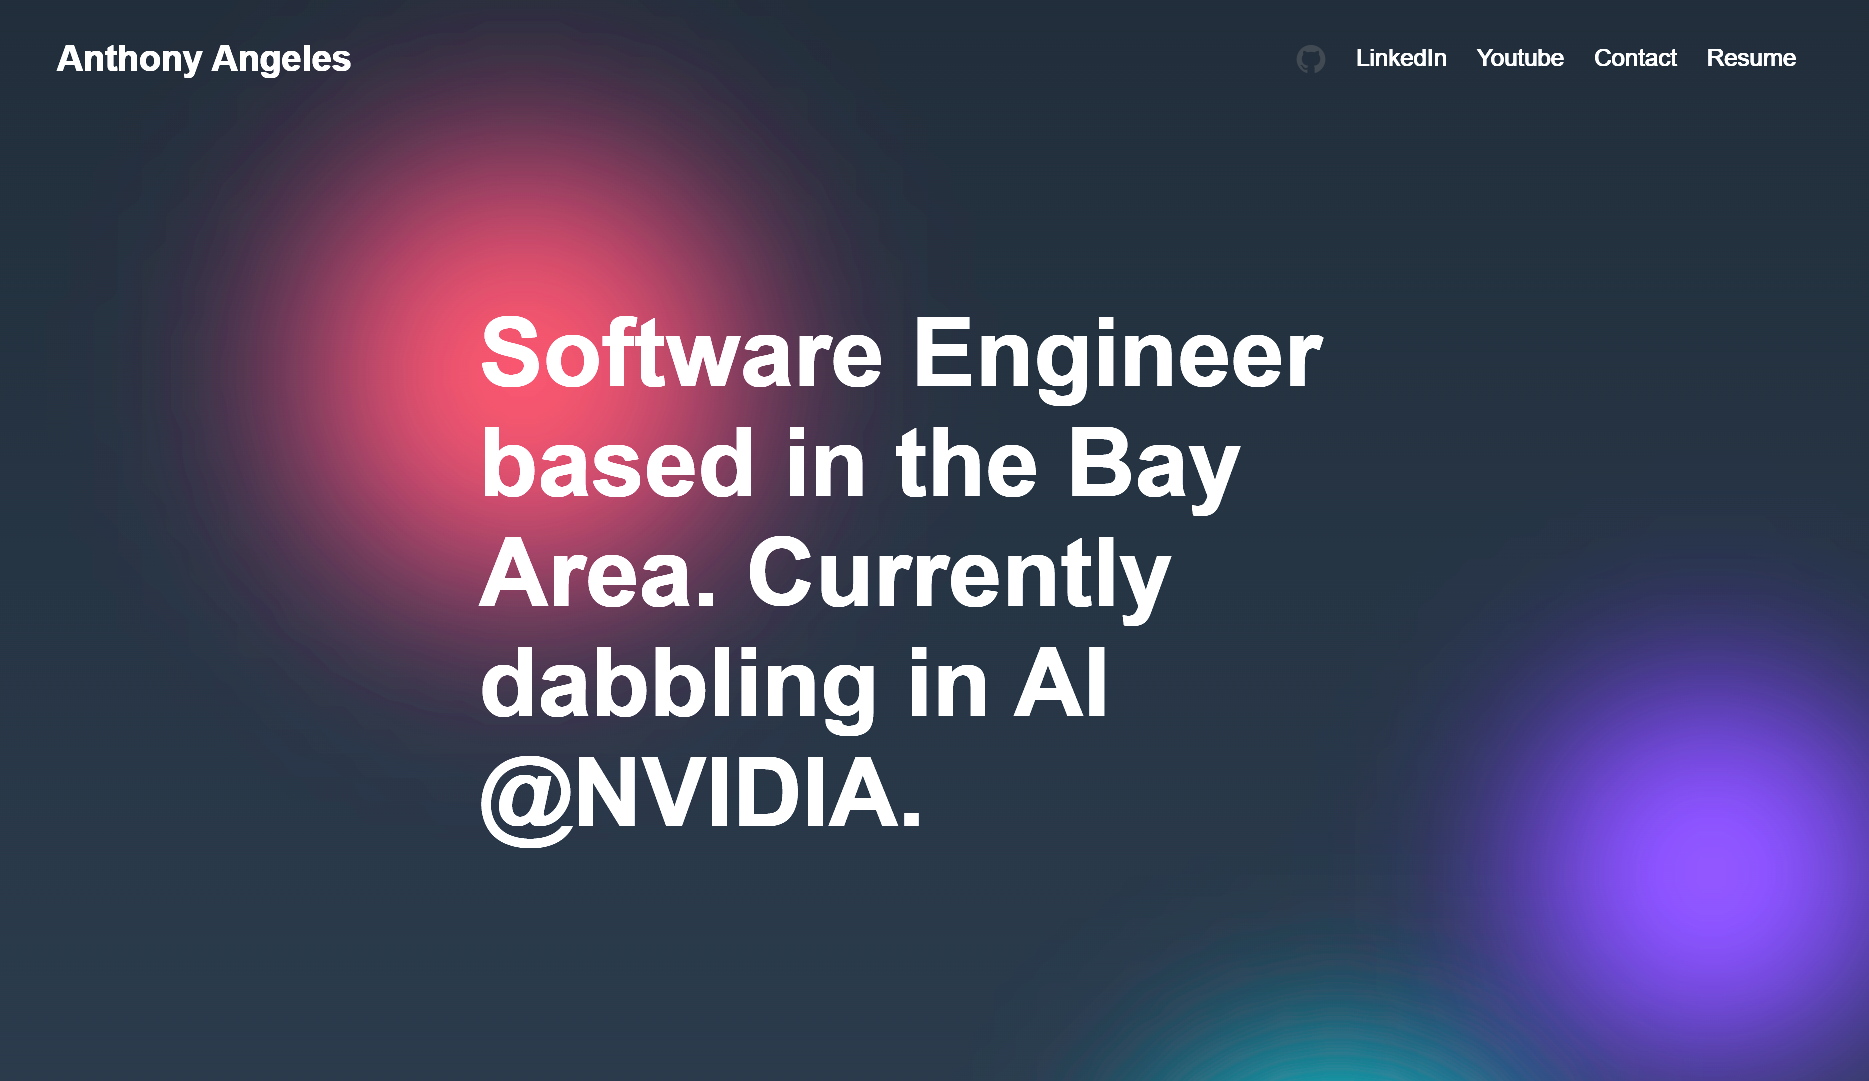 Anthony Angeles
LinkedIn Youtube Contact Resume
Software Engineer
based in the Bay
Area. Currently
dabbling in AI
@NVIDIA.